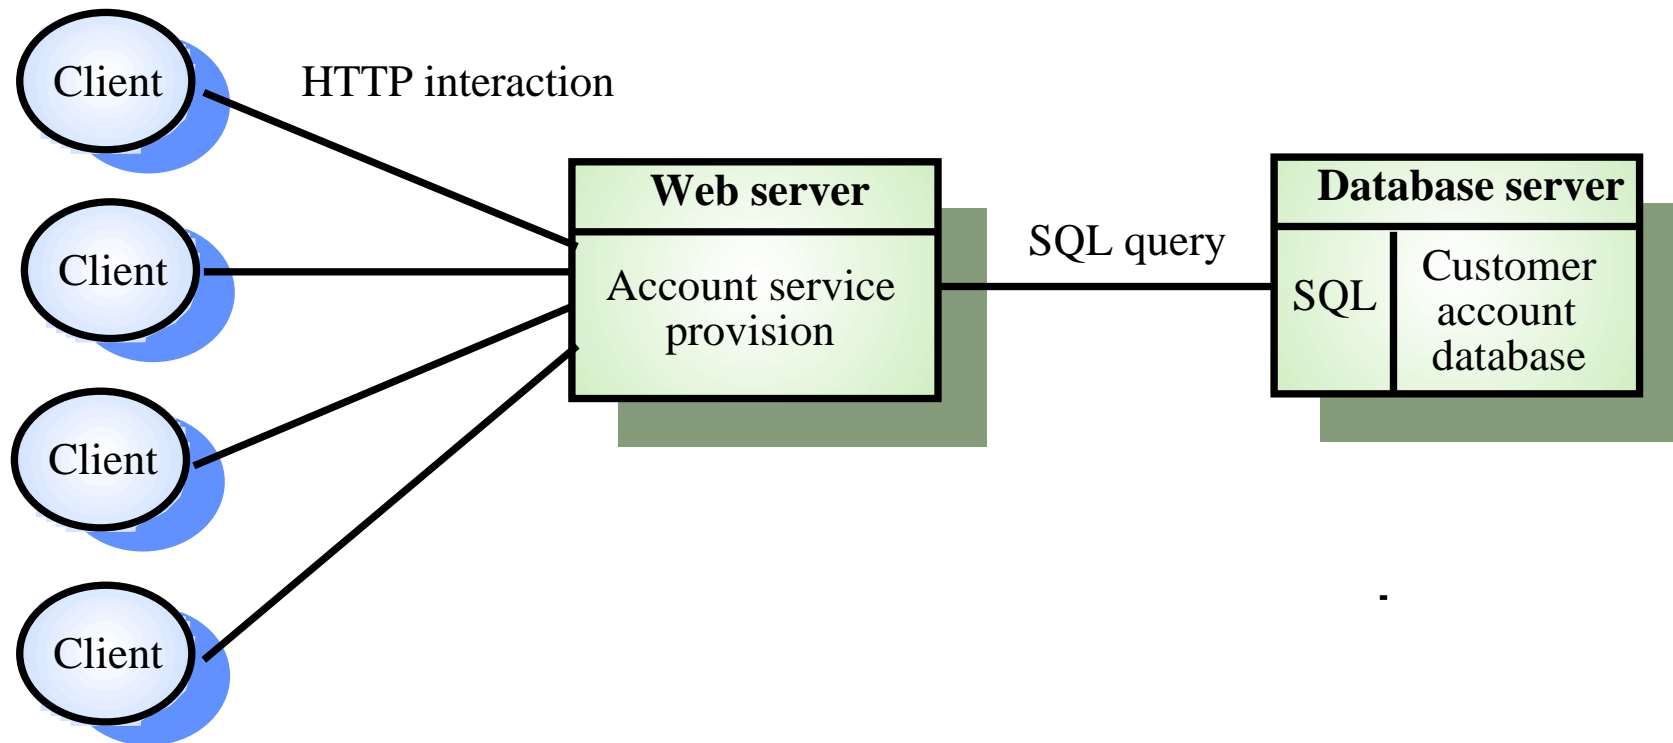 Client
HTTP interaction
Client
Client
Client
Web server
Account service
provision
SQL query
Database server
SQL
Customer
account
database